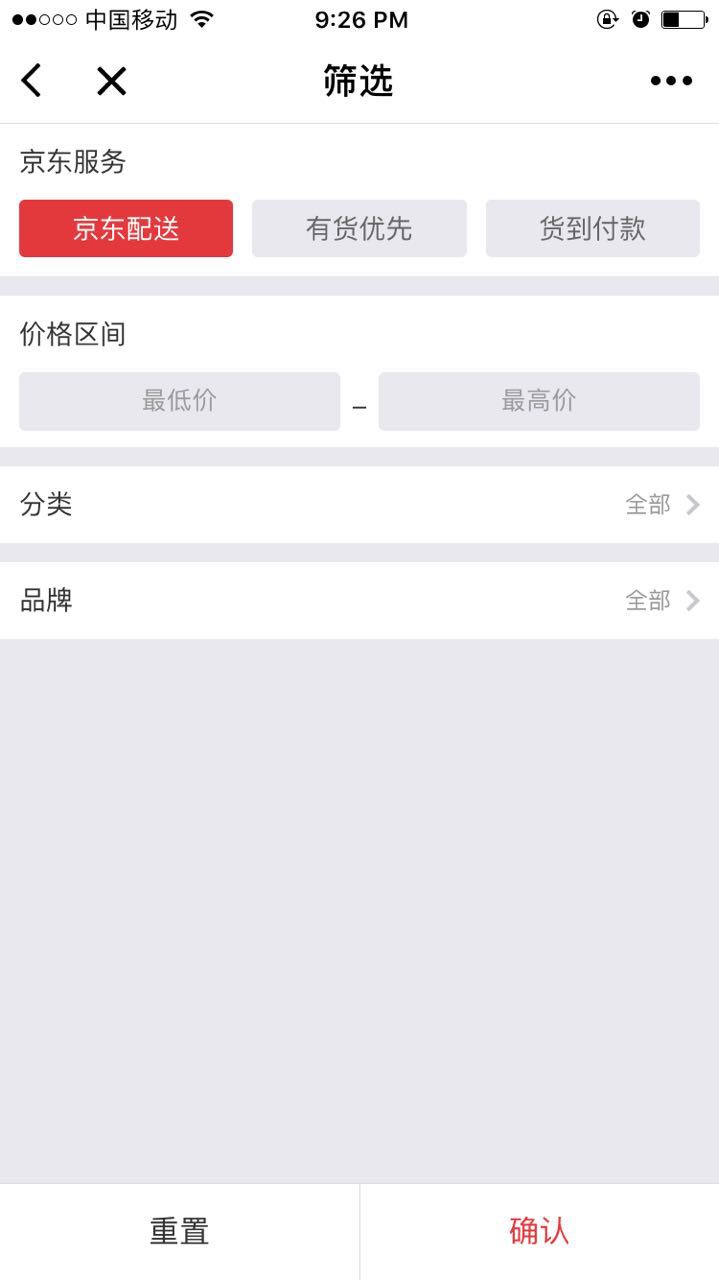 中国移动 9:26 PM
筛选
京东服务
京东配送 有货优先 货到付款
价格区间
最低价 – 最高价
分类 全部
品牌 全部
重置 确认